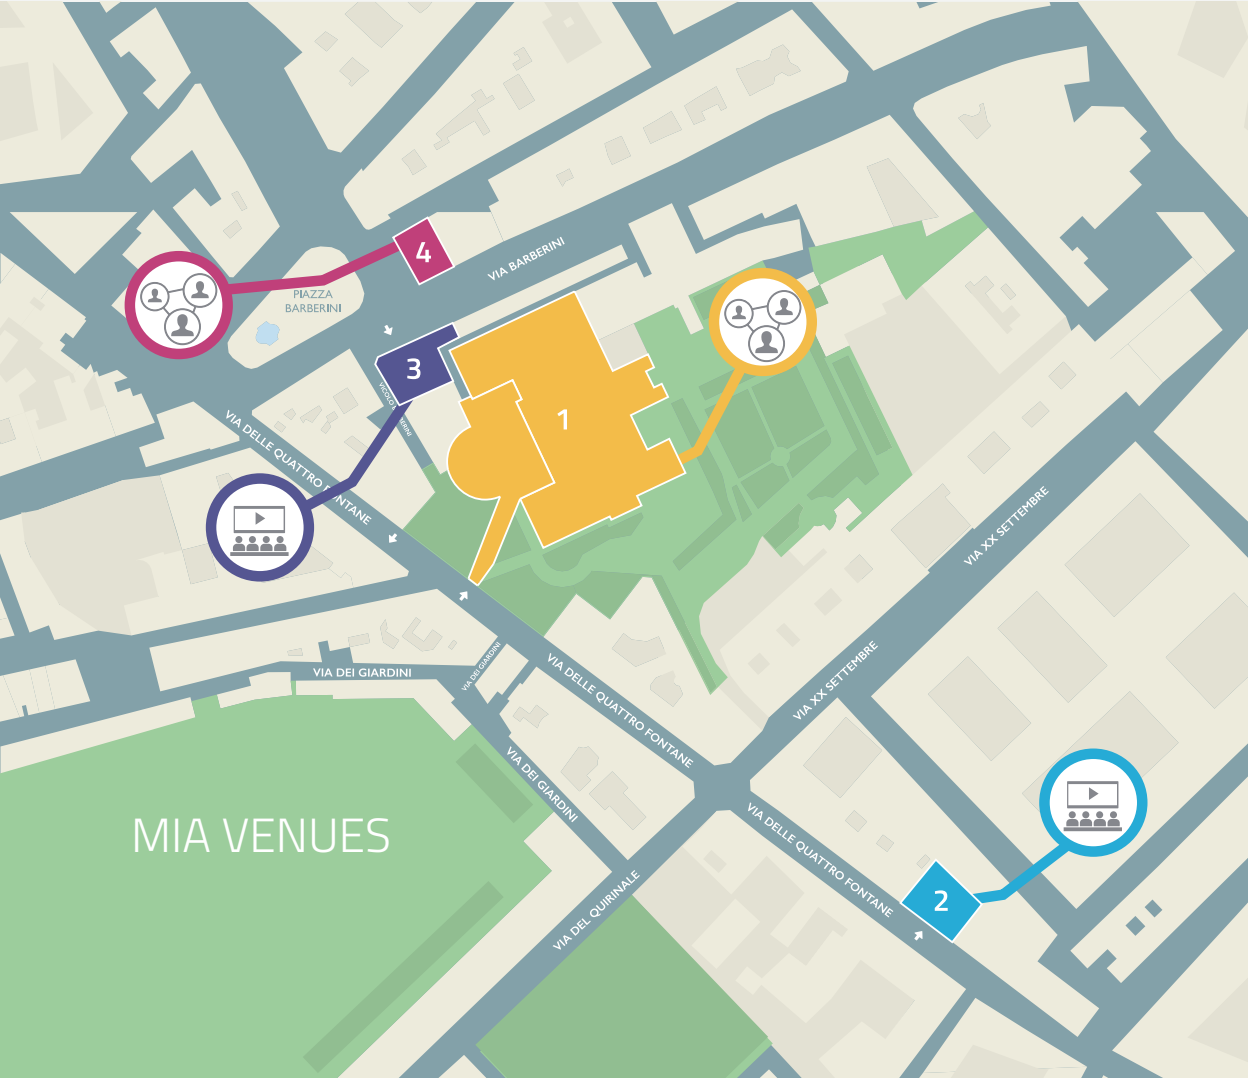 4
VIA BARBERINI
PIAZZA
BARBERINI
3
VICOLO BARBERINI
1
VIA DELLE QUATTRO FONTANE
VIA XX SETTEMBRE
VIA DEI GIARDINI
VIA DEI GIARDINI
VIA DELLE QUATTRO FONTANE
VIA XX SETTEMBRE
VIA DEI GIARDINI
MIA VENUES
VIA DELLE QUATTRO FONTANE
2
VIA DEL QUIRINALE